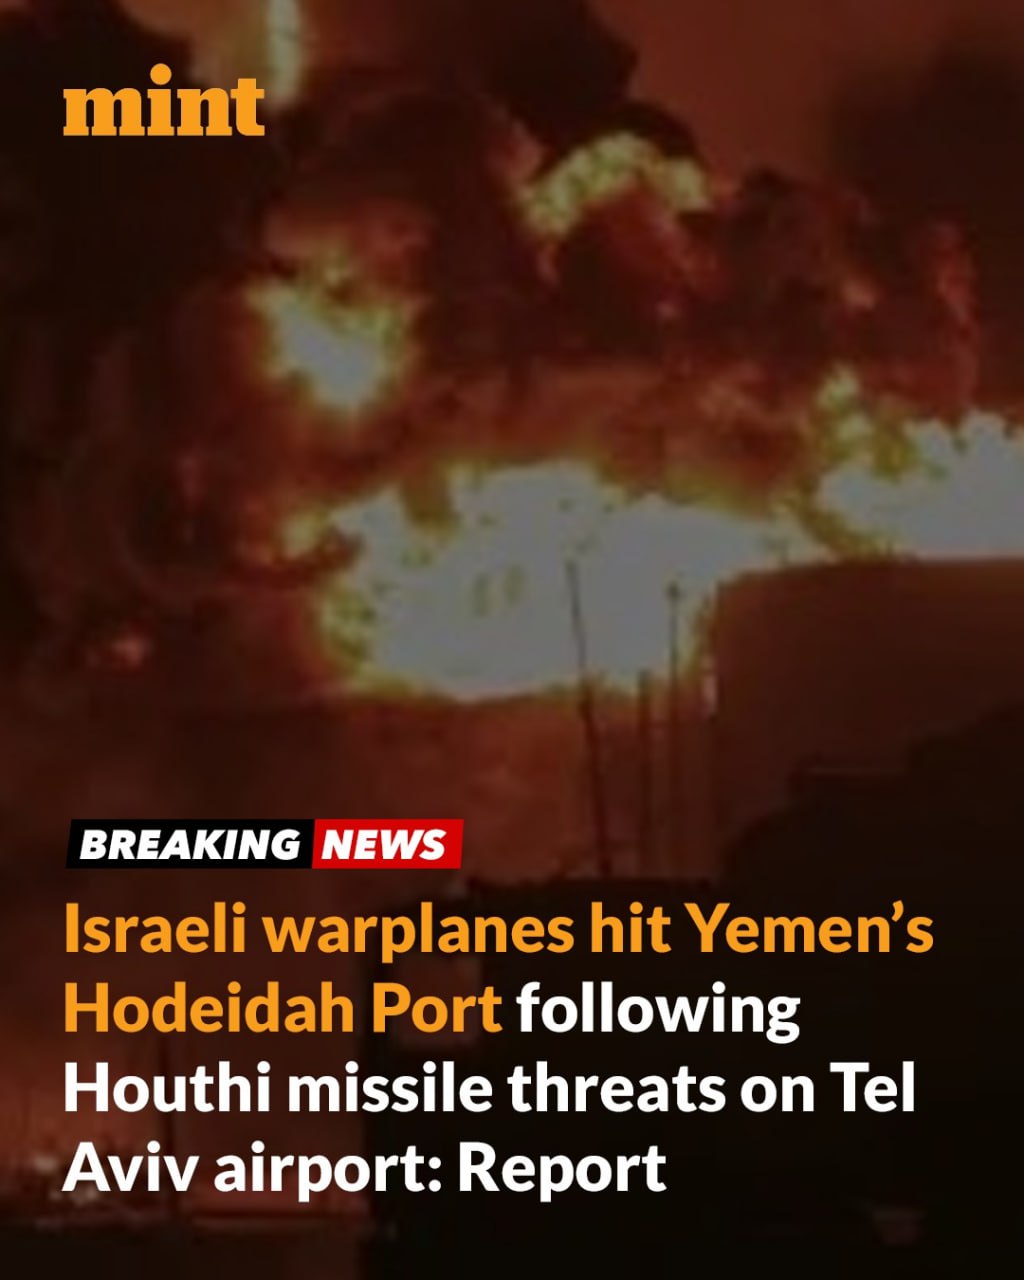 mint
BREAKING NEWS
Israeli warplanes hit Yemen’s
Hodeidah Port following
Houthi missile threats on Tel
Aviv airport: Report